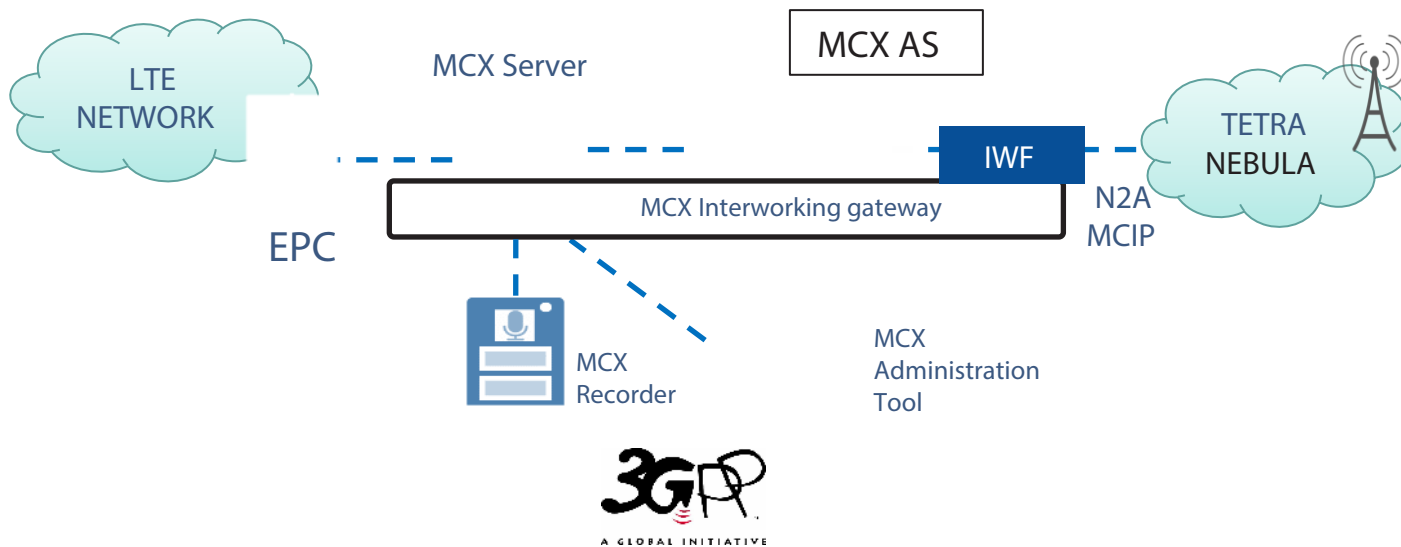 MCX AS
LTE
NETWORK
MCX Server
TETRA
NEBULA
IWF
MCX Interworking gateway
N2A
MCIP
EPC
MCX
Recorder
MCX
Administration
Tool
3GPP
A GLOBAL INITIATIVE